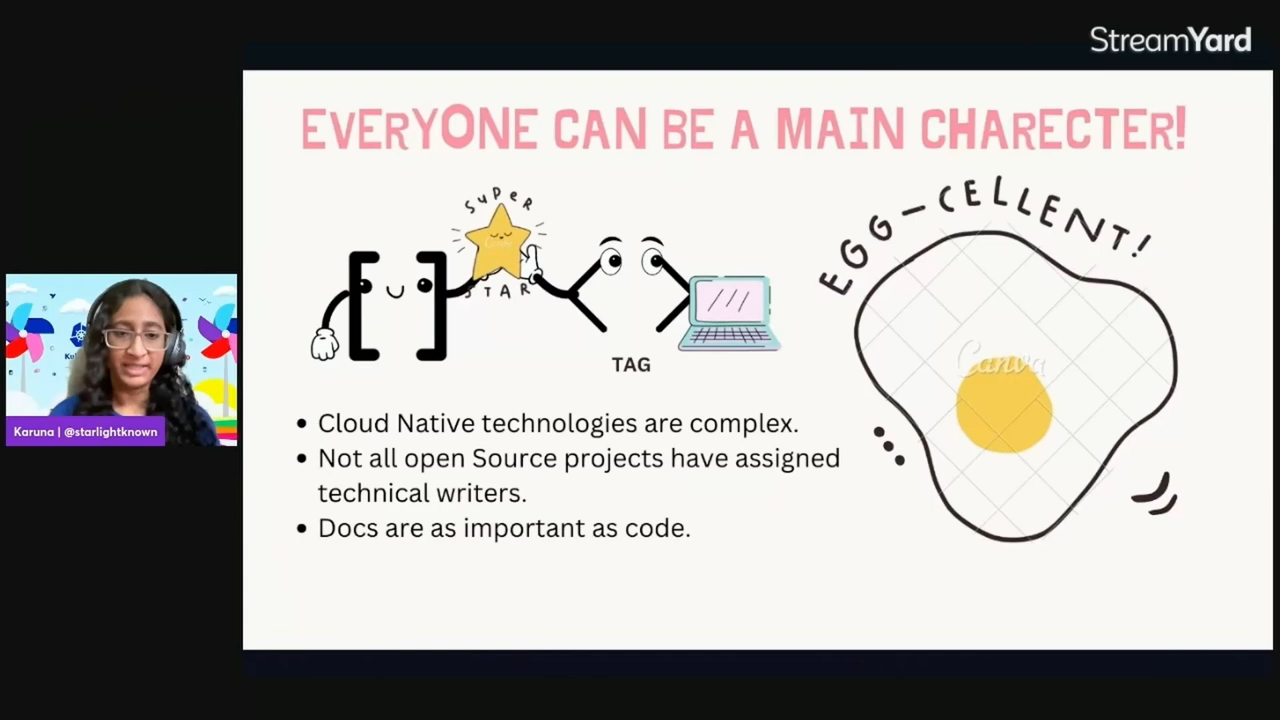 StreamYard
EVERYONE CAN BE A MAIN CHARECTER!
SUPER
STAR
EGG-CELLENT!
Canva
TAG
Cloud Native technologies are complex.
Not all open Source projects have assigned
technical writers.
Docs are as important as code.
Karuna | @starlightknown